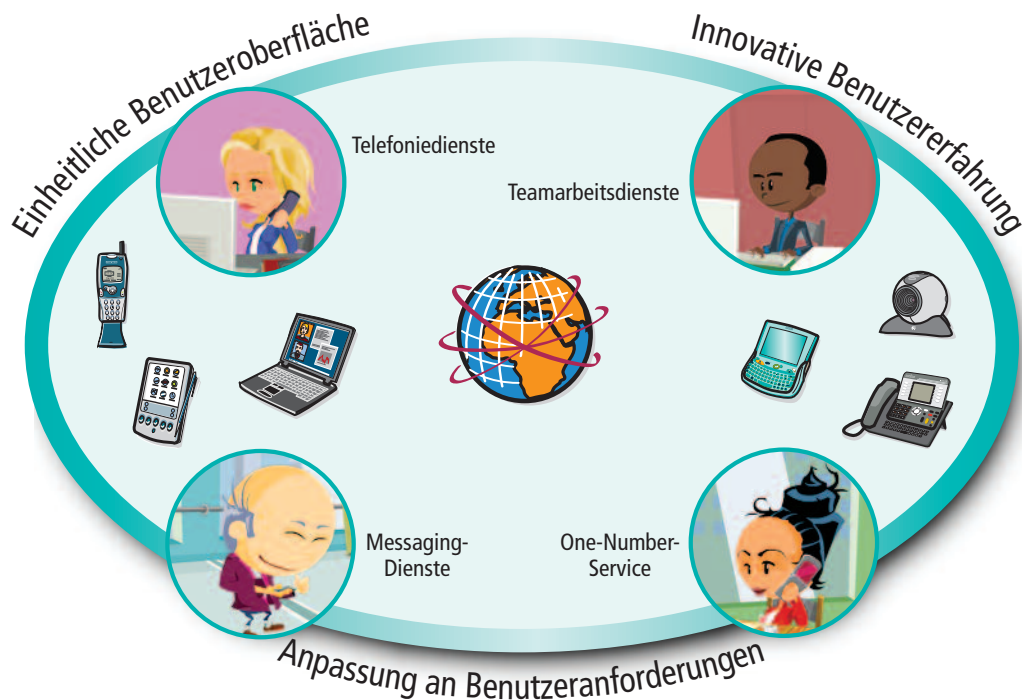 Einheitliche Benutzeroberfläche
Innovative Benutzererfahrung
Telefoniedienste
Teamarbeitsdienste
Messaging-
Dienste
One-Number-
Service
Anpassung an Benutzeranforderungen